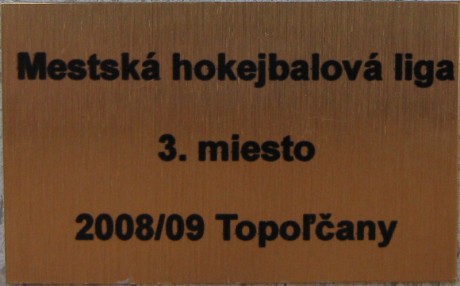 Mestská hokejbalová liga
3. miesto
2008/09 Topoľčany